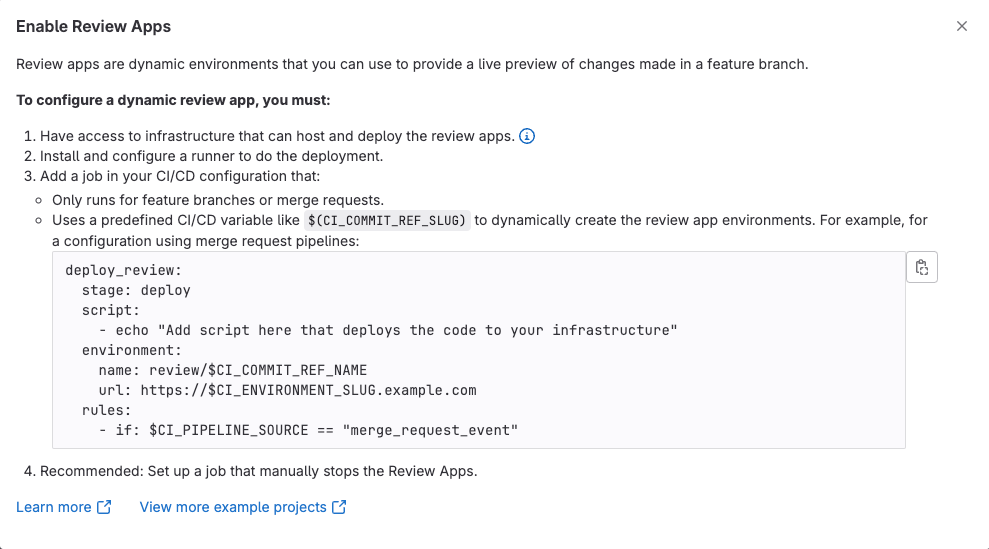 Enable Review Apps
Review apps are dynamic environments that you can use to provide a live preview of changes made in a feature branch.
To configure a dynamic review app, you must:
1. Have access to infrastructure that can host and deploy the review apps.
2. Install and configure a runner to do the deployment.
3. Add a job in your CI/CD configuration that:
Only runs for feature branches or merge requests.
Uses a predefined CI/CD variable like $(CI_COMMIT_REF_SLUG) to dynamically create the review app environments. For example, for
a configuration using merge request pipelines:
deploy_review:
  stage: deploy
  script:
    - echo "Add script here that deploys the code to your infrastructure"
  environment:
    name: review/$CI_COMMIT_REF_NAME
    url: https://$CI_ENVIRONMENT_SLUG.example.com
  rules:
    - if: $CI_PIPELINE_SOURCE == "merge_request_event"
4. Recommended: Set up a job that manually stops the Review Apps.
Learn more View more example projects